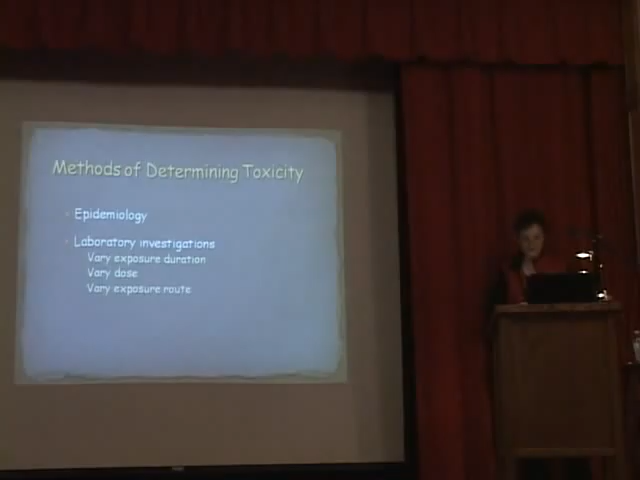 Methods of Determining Toxicity
Epidemiology
Laboratory investigations
Vary exposure duration
Vary dose
Vary exposure route